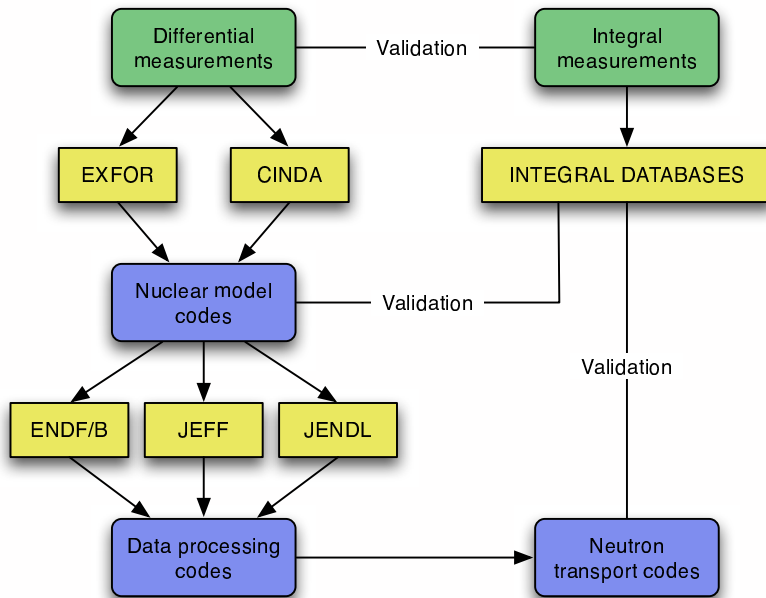 Differential
measurements
Validation
Integral
measurements
EXFOR
CINDA
INTEGRAL DATABASES
Nuclear model
codes
Validation
Validation
ENDF/B
JEFF
JENDL
Data processing
codes
Neutron
transport codes